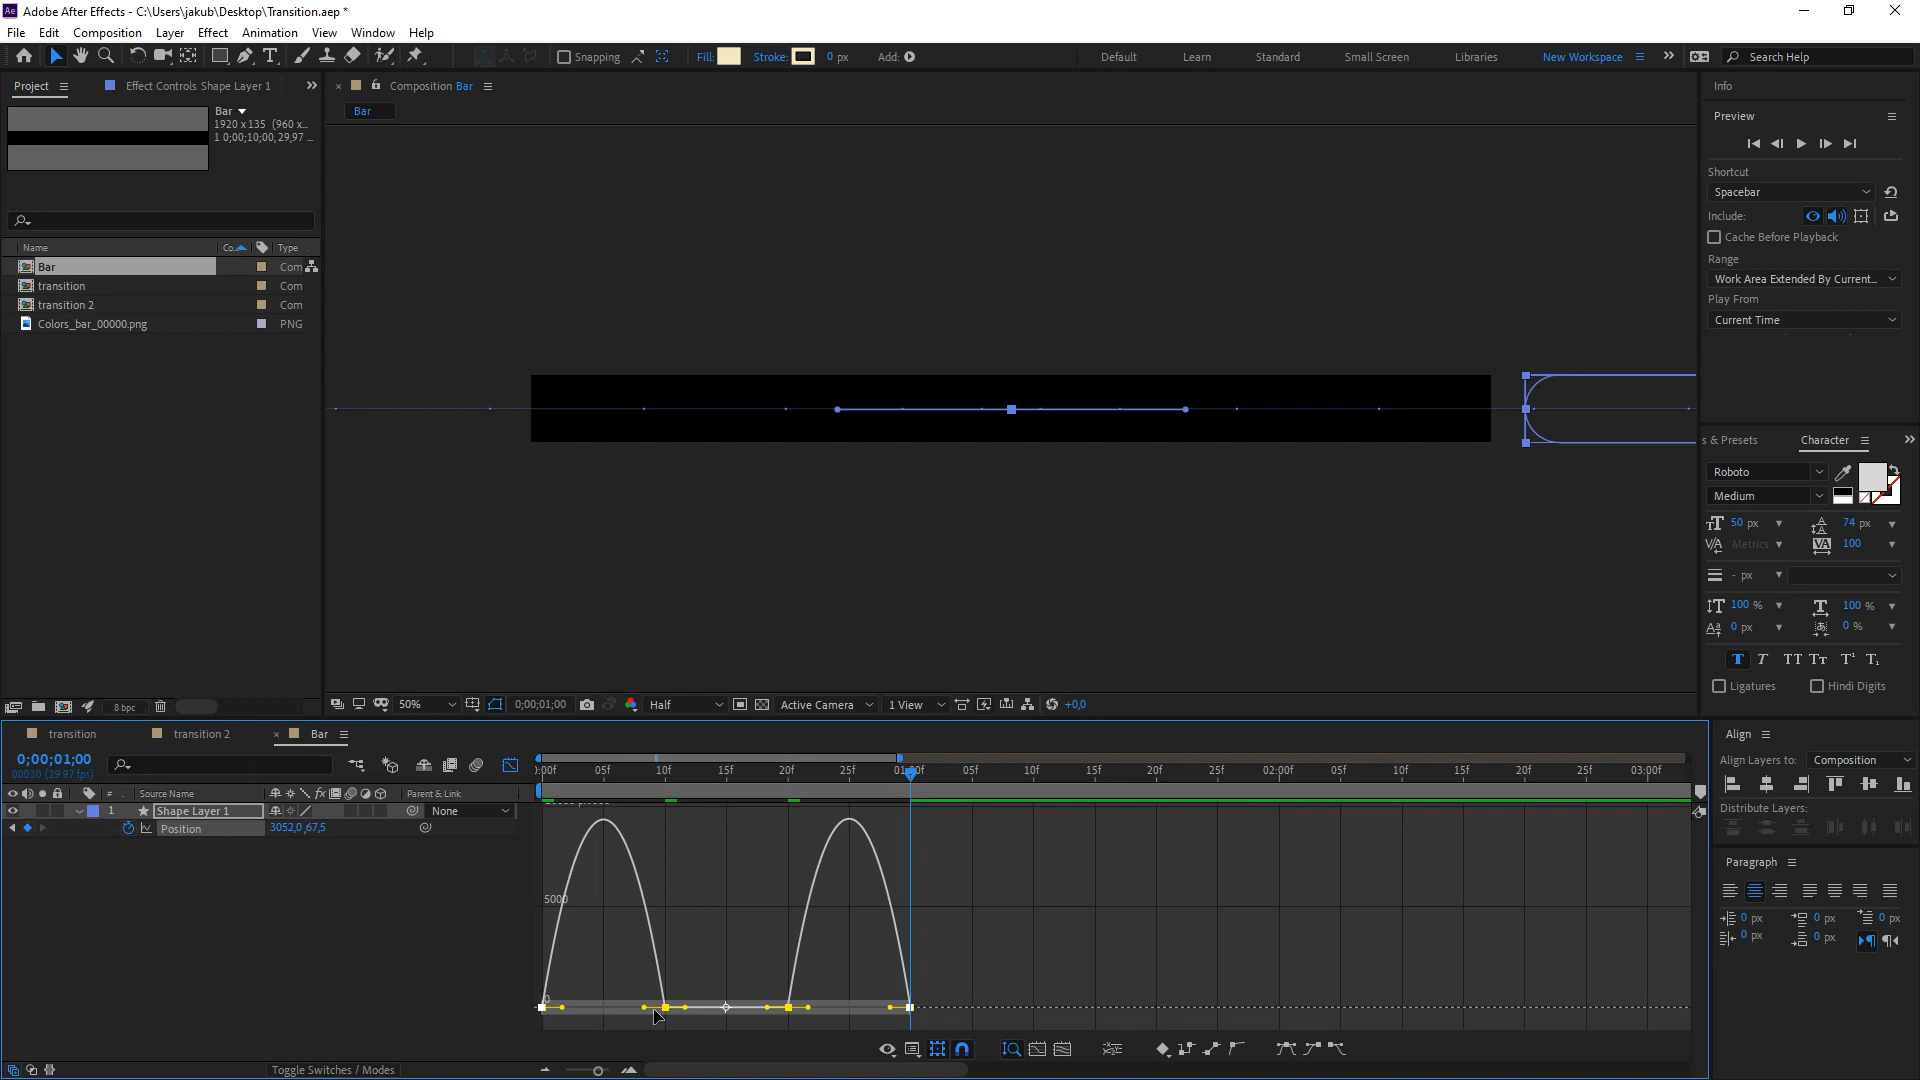 Ae Adobe After Effects - C:\Users\jakub\Desktop\Transition.aep *
File Edit Composition Layer Effect Animation View Window Help
Snapping Fill: Stroke: 0 px Add: Default Learn Standard Small Screen Libraries New Workspace Search Help
Project Effect Controls Shape Layer 1
Composition Bar
Info
Bar
1920 x 135 (960 x...
1 0;00;10;00, 29,97 ...
Bar
Preview
Shortcut
Spacebar
Include:
Cache Before Playback
Range
Work Area Extended By Current...
Play From
Current Time
Name Co... Type
Bar Com
transition Com
transition 2 Com
Colors_bar_00000.png PNG
s & Presets Character
Roboto
Medium
50 px 74 px
Metrics 100
- px
100 % 100 %
0 px 0 %
T T TT Tt T¹ T₁
Ligatures Hindi Digits
8 bpc
50% 0;00;01;00 Half Active Camera 1 View +0,0
transition transition 2 Bar
0;00;01;00
00030 (29.97 fps)
# Source Name fx Parent & Link
1 Shape Layer 1 None
Position 3052,0,67,5
0:00f 05f 10f 15f 20f 25f 01:00f 05f 10f 15f 20f 25f 02:00f 05f 10f 15f 20f 25f 03:00f
5000
0
Toggle Switches / Modes
Align
Align Layers to: Composition
Distribute Layers:
Paragraph
0 px 0 px 0 px
0 px 0 px